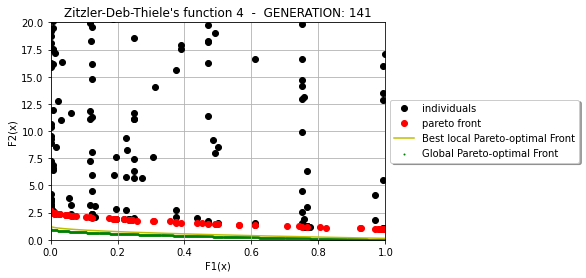 Zitzler-Deb-Thiele's function 4 - GENERATION: 141
F2(x)
20.0
17.5
15.0
12.5
10.0
7.5
5.0
2.5
0.0
0.0 0.2 0.4 0.6 0.8 1.0
F1(x)
individuals
pareto front
Best local Pareto-optimal Front
Global Pareto-optimal Front